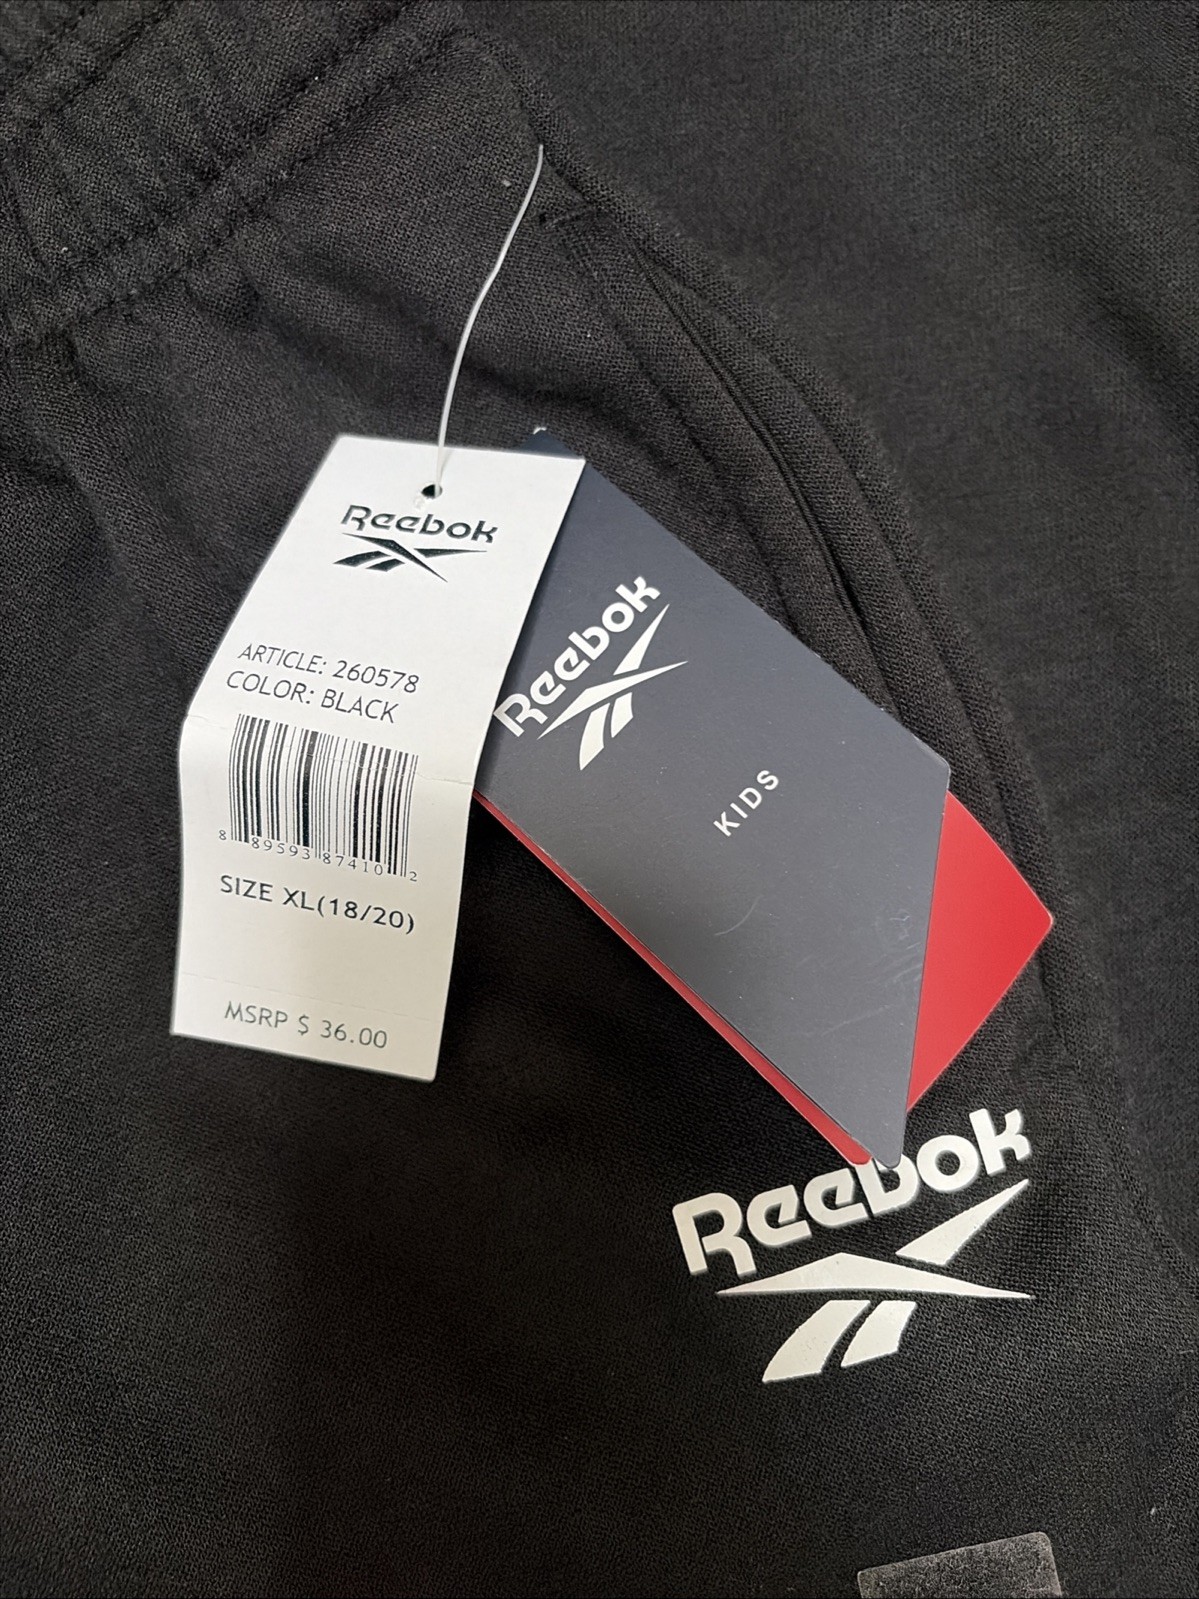 Reebok
ARTICLE: 260578
COLOR: BLACK
8 89593 87410 2
SIZE XL(18/20)
MSRP $ 36.00
Reebok
KIDS
Reebok